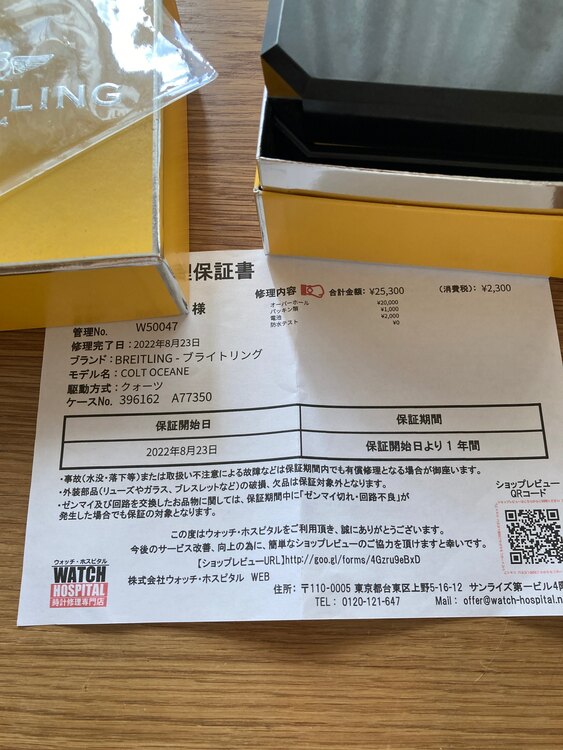 TLING
理保証書
様
修理内容 合計金額: ¥25,300 (消費税): ¥2,300
オーバーホール ¥20,000
パッキン類 ¥1,000
電池 ¥2,000
防水テスト ¥0
管理No. W50047
修理完了日:2022年8月23日
ブランド:BREITLING - ブライトリング
モデル名:COLT OCEANE
駆動方式:クォーツ
ケースNo. 396162 A77350
保証開始日 保証期間
2022年8月23日 保証開始日より 1 年間
・事故(水没・落下等)または取扱い不注意による故障などは保証期間内でも有償修理となる場合が御座います。
・外装部品(リューズやガラス、ブレスレットなど)の破損、欠品は保証対象外となります。
・ゼンマイ及び回路を交換したお品物に関しては、保証期間中に「ゼンマイ切れ・回路不良」が
発生した場合でも保証の対象となります。
ショップレビュー
QRコード
この度はウォッチ・ホスピタルをご利用頂き、誠にありがとうございます。
今後のサービス改善、向上の為に、簡単なショップレビューのご協力を頂けますと幸いです。
【ショップレビューURL】http://goo.gl/forms/4Gzru9eBxD
ウォッチ・ホスピタル
WATCH
HOSPITAL
時計修理専門店
株式会社ウォッチ・ホスピタル WEB
住所: 〒110-0005 東京都台東区上野5-16-12 サンライズ第一ビル4階
TEL: 0120-121-647 Mail: offer@watch-hospital.n